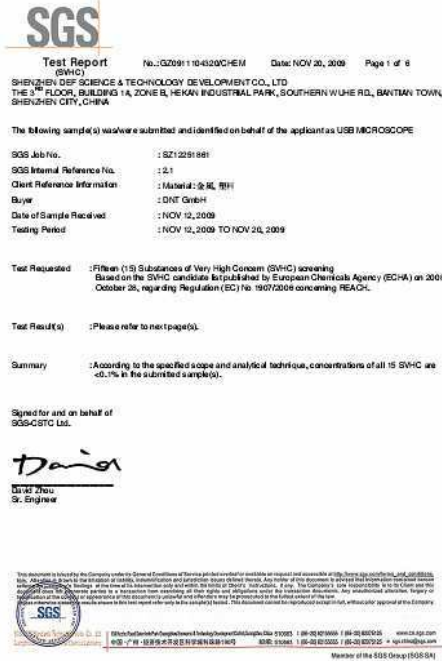 SGS
Test Report No.:GZ0911104320/CHEM Date: NOV 20, 2009 Page 1 of 6
(SVHC)
SHENZHEN DEF SCIENCE & TECHNOLOGY DEVELOPMENT CO., LTD
THE 3RD FLOOR, BUILDING 1A, ZONE B, HEKAN INDUSTRIAL PARK, SOUTHERN WUHE RD., BANTIAN TOWN,
SHENZHEN CITY, CHINA
The following sample(s) was/were submitted and identified on behalf of the applicant as USB MICROSCOPE
SGS Job No. : SZ12251861
SGS Internal Reference No. : 2.1
Client Reference Information : Material: 金属, 塑料
Buyer : DNT GmbH
Date of Sample Received : NOV 12, 2009
Testing Period : NOV 12, 2009 TO NOV 20, 2009
Test Requested : Fifteen (15) Substances of Very High Concern (SVHC) screening
Based on the SVHC candidate list published by European Chemicals Agency (ECHA) on 2008
October 28, regarding Regulation (EC) No 1907/2006 concerning REACH.
Test Result(s) : Please refer to next page(s).
Summary : According to the specified scope and analytical technique, concentrations of all 15 SVHC are
<0.1% in the submitted sample(s).
Signed for and on behalf of
SGS-CSTC Ltd.
David
David Zhou
Sr. Engineer
SGS
Member of the SGS Group (SGS SA)